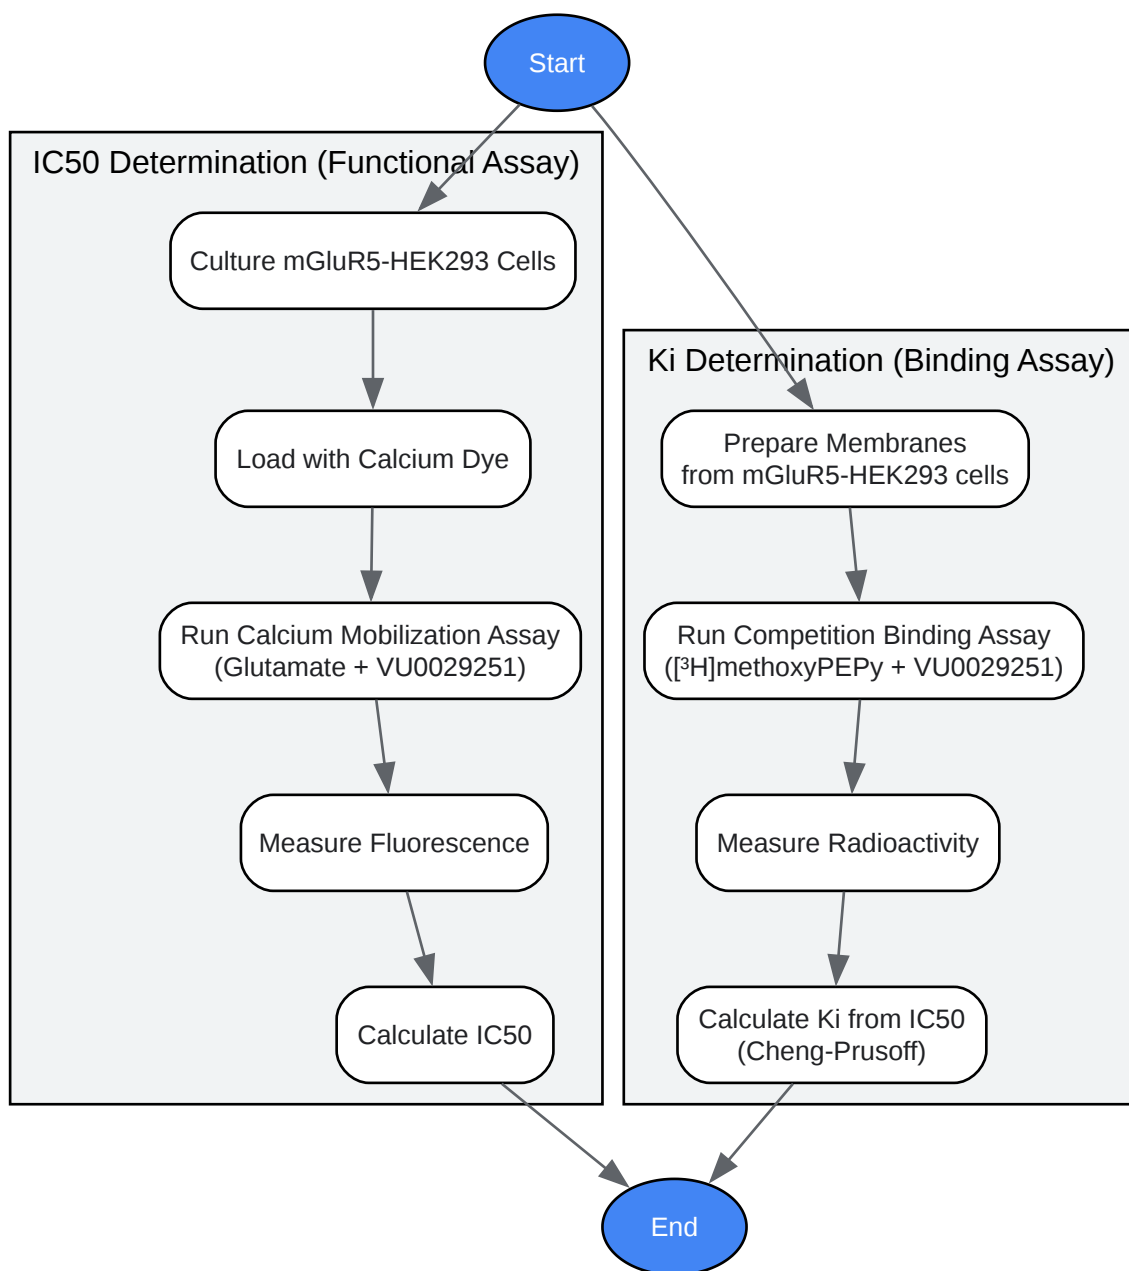 Start
IC50 Determination (Functional Assay)
Culture mGluR5-HEK293 Cells
Load with Calcium Dye
Run Calcium Mobilization Assay
(Glutamate + VU0029251)
Measure Fluorescence
Calculate IC50
Ki Determination (Binding Assay)
Prepare Membranes
from mGluR5-HEK293 cells
Run Competition Binding Assay
([³H]methoxyPEPy + VU0029251)
Measure Radioactivity
Calculate Ki from IC50
(Cheng-Prusoff)
End